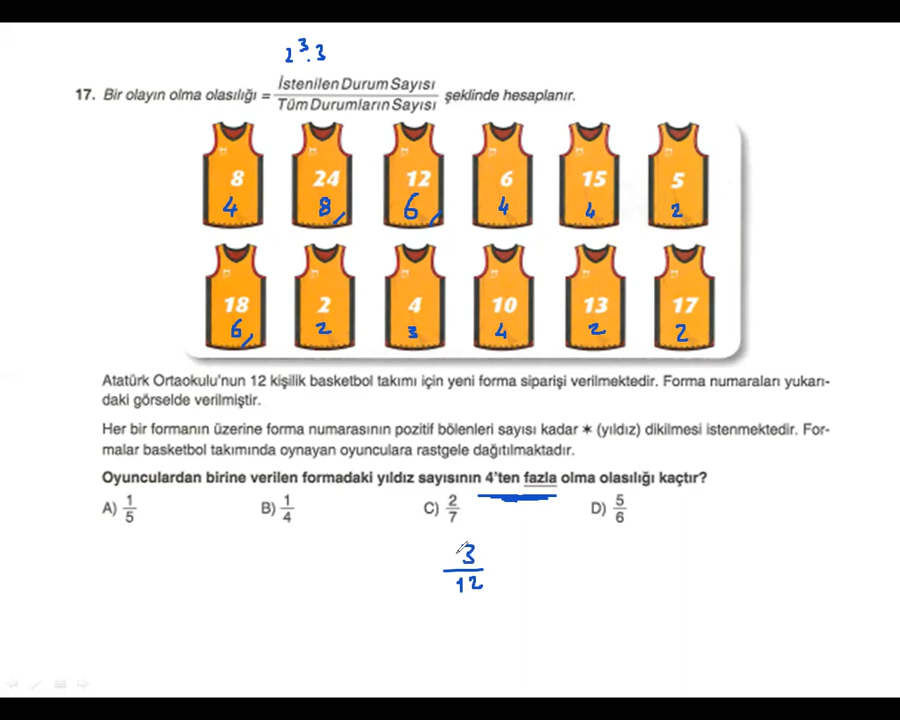 2³.3
17. Bir olayın olma olasılığı = İstenilen Durum Sayısı / Tüm Durumların Sayısı şeklinde hesaplanır.
8 24 12 6 15 5
4 8 6 4 4 2
18 2 4 10 13 17
6 2 3 4 2 2
Atatürk Ortaokulu'nun 12 kişilik basketbol takımı için yeni forma siparişi verilmektedir. Forma numaraları yukarı-
daki görselde verilmiştir.
Her bir formanın üzerine forma numarasının pozitif bölenleri sayısı kadar ✶ (yıldız) dikilmesi istenmektedir. For-
malar basketbol takımında oynayan oyunculara rastgele dağıtılmaktadır.
Oyunculardan birine verilen formadaki yıldız sayısının 4'ten fazla olma olasılığı kaçtır?
A) 1/5 B) 1/4 C) 2/7 D) 5/6
3/12